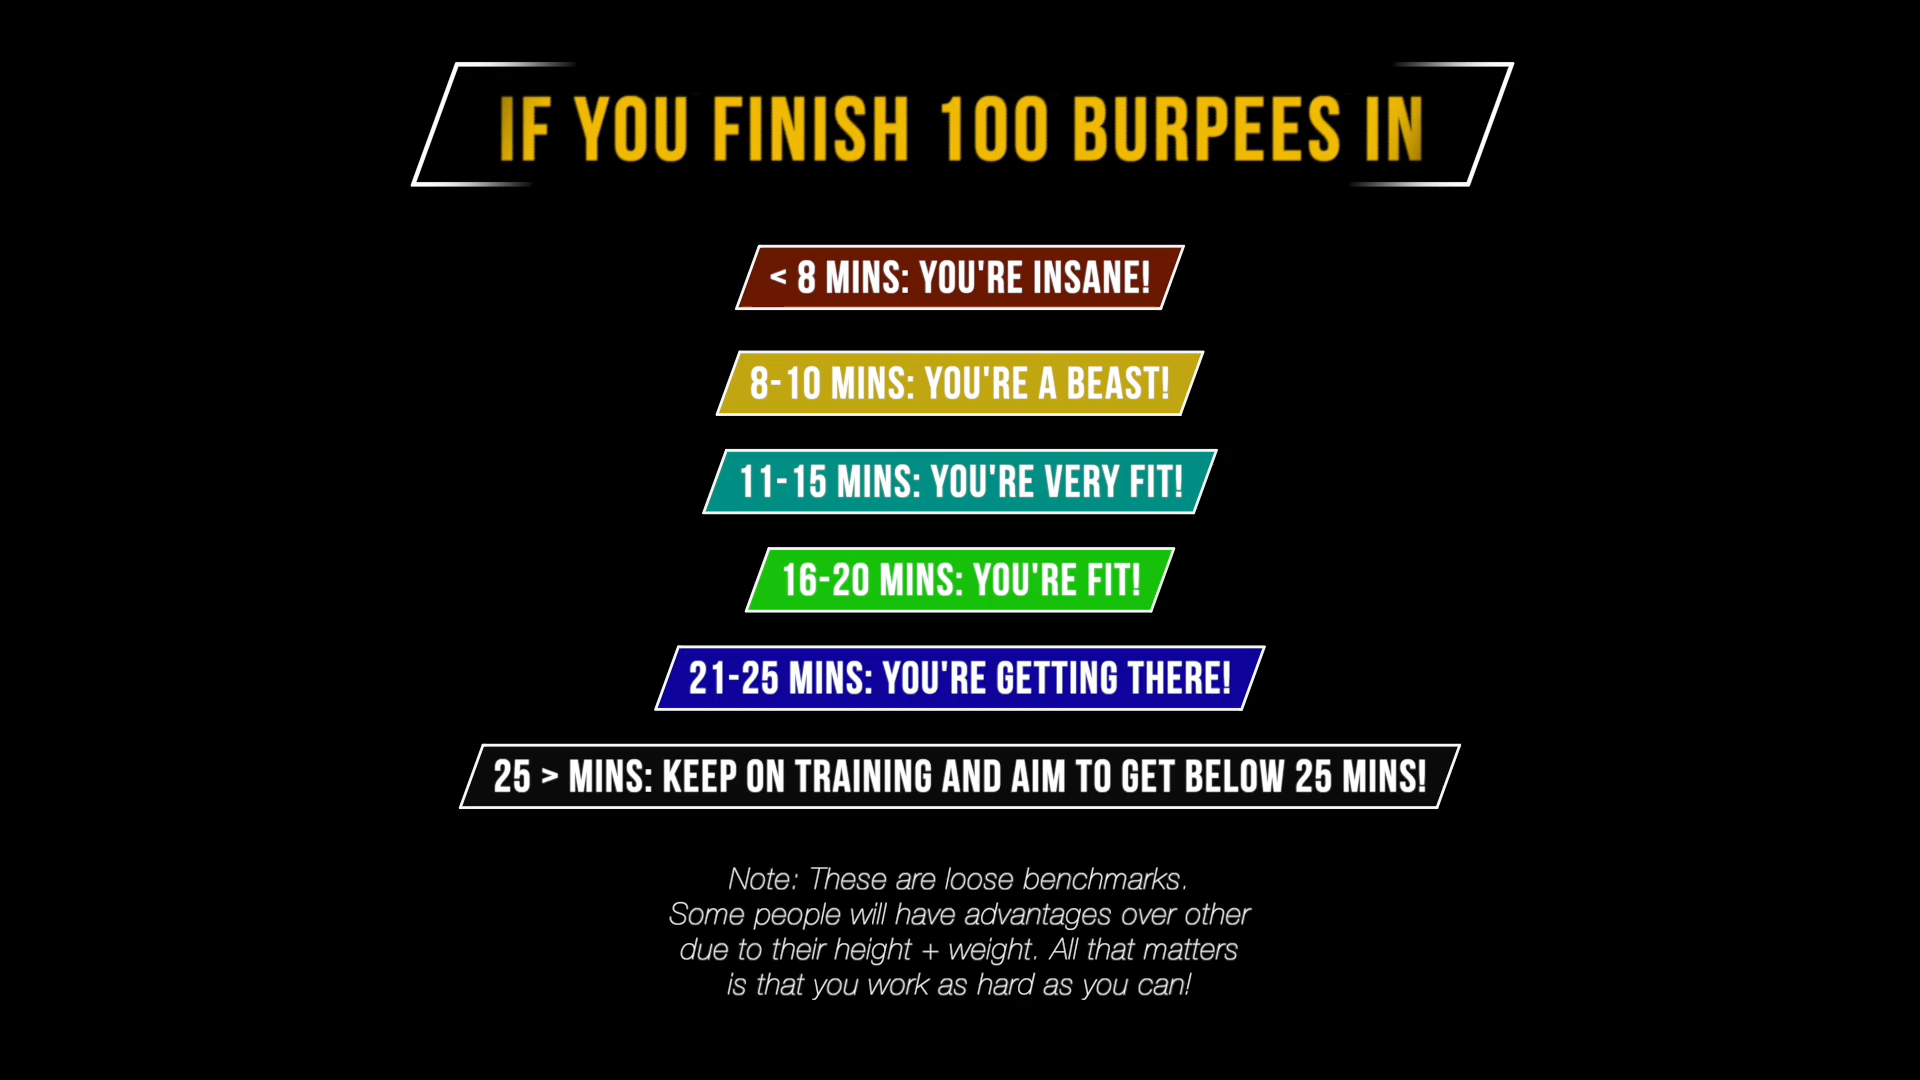 IF YOU FINISH 100 BURPEES IN
< 8 MINS: YOU'RE INSANE!
8-10 MINS: YOU'RE A BEAST!
11-15 MINS: YOU'RE VERY FIT!
16-20 MINS: YOU'RE FIT!
21-25 MINS: YOU'RE GETTING THERE!
25 > MINS: KEEP ON TRAINING AND AIM TO GET BELOW 25 MINS!
Note: These are loose benchmarks.
Some people will have advantages over other
due to their height + weight. All that matters
is that you work as hard as you can!